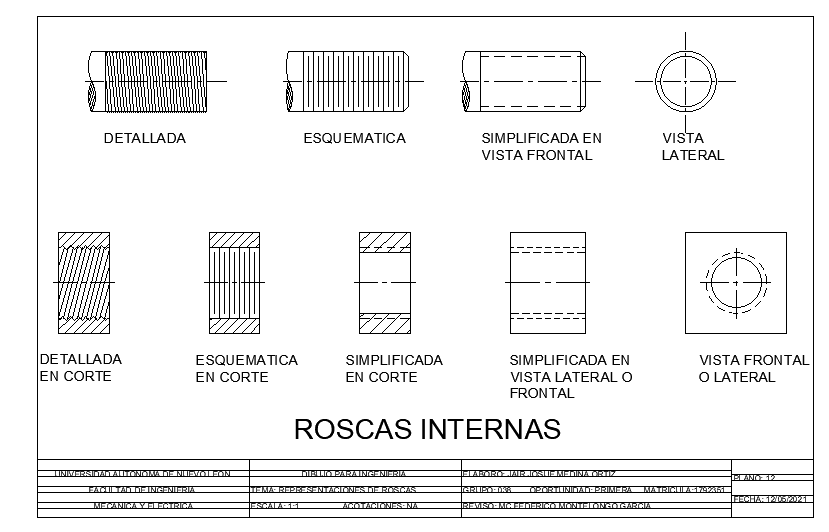 DETALLADA
ESQUEMATICA
SIMPLIFICADA EN
VISTA FRONTAL
VISTA
LATERAL
DETALLADA
EN CORTE
ESQUEMATICA
EN CORTE
SIMPLIFICADA
EN CORTE
SIMPLIFICADA EN
VISTA LATERAL O
FRONTAL
VISTA FRONTAL
O LATERAL
ROSCAS INTERNAS
UNIVERSIDAD AUTONOMA DE NUEVO LEON
FACULTAD DE INGENIERIA
MECANICA Y ELECTRICA
DIBUJO PARA INGENIERIA
TEMA: REPRESENTACIONES DE ROSCAS
ESCALA: 1:1 ACOTACIONES: NA
ELABORO: JAIR JOSUE MEDINA ORTIZ
GRUPO: 036 OPORTUNIDAD: PRIMERA MATRICULA:1792351
REVISO: MC FEDERICO MONTELONGO GARCIA
PLANO: 12
FECHA: 12/05/2021